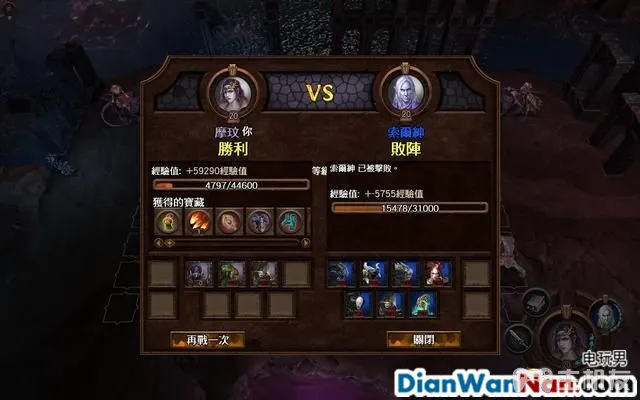 VS
20
20
摩玟 你
索爾紳
勝利
敗陣
經驗值: +59290經驗值
4797/44600
獲得的寶藏
等級
索爾紳 已被擊敗。
經驗值: +-5755經驗值
15478/31000
再戰一次
關閉
电玩男
DianWanNan.com